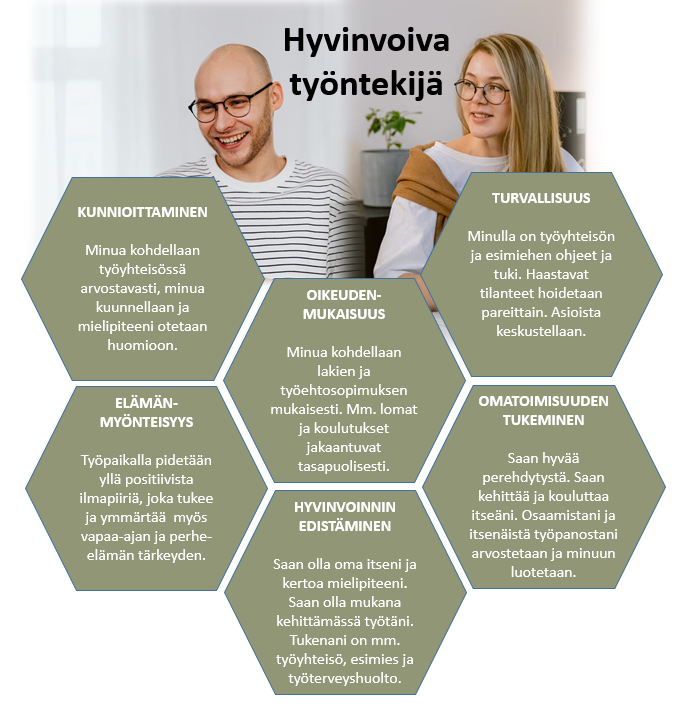 Hyvinvoiva
työntekijä
KUNNIOITTAMINEN
Minua kohdellaan
työyhteisössä
arvostavasti, minua
kuunnellaan ja
mielipiteeni otetaan
huomioon.
TURVALLISUUS
Minulla on työyhteisön
ja esimiehen ohjeet ja
tuki. Haastavat
tilanteet hoidetaan
pareittain. Asioista
keskustellaan.
OIKEUDEN-
MUKAISUUS
Minua kohdellaan
lakien ja
työehtosopimuksen
mukaisesti. Mm. lomat
ja koulutukset
jakaantuvat
tasapuolisesti.
ELÄMÄN-
MYÖNTEISYYS
Työpaikalla pidetään
yllä positiivista
ilmapiiriä, joka tukee
ja ymmärtää myös
vapaa-ajan ja perhe-
elämän tärkeyden.
OMATOIMISUUDEN
TUKEMINEN
Saan hyvää
perehdytystä. Saan
kehittää ja kouluttaa
itseäni. Osaamistani ja
itsenäistä työpanostani
arvostetaan ja minuun
luotetaan.
HYVINVOINNIN
EDISTÄMINEN
Saan olla oma itseni ja
kertoa mielipiteeni.
Saan olla mukana
kehittämässä työtäni.
Tukenani on mm.
työyhteisö, esimies ja
työterveyshuolto.